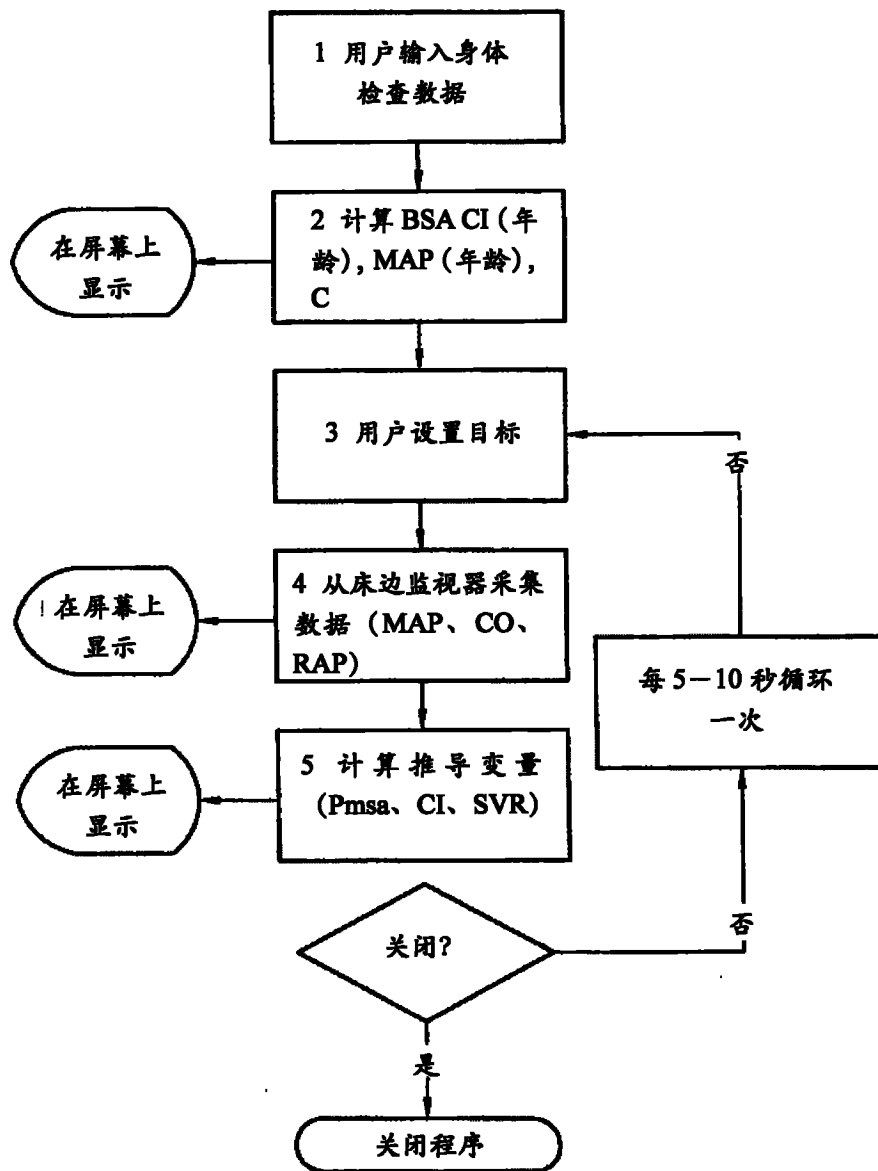 1 用户输入身体
检查数据
2 计算 BSA CI (年
龄), MAP (年龄),
C
在屏幕上
显示
3 用户设置目标
否
4 从床边监视器采集
数据 (MAP、CO、
RAP)
在屏幕上
显示
每 5-10 秒循环
一次
5 计算推导变量
(Pmsa、CI、SVR)
在屏幕上
显示
关闭?
否
是
关闭程序